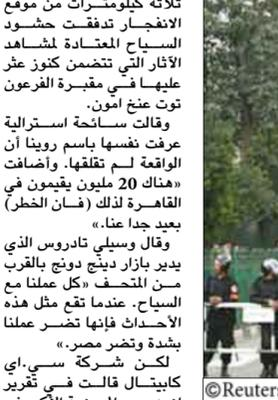 ثلاثة كيلومترات من موقع
الانفجار تدفقت حشود
السياح المعتادة لمشاهد
الآثار التي تتضمن كنوز عثر
عليها في مقبرة الفرعون
توت عنخ امون.
وقالت سائحة استرالية
عرفت نفسها باسم روينا أن
الواقعة لم تقلقها. وأضافت
«هناك 20 مليون يقيمون في
القاهرة لذلك (فان الخطر)
بعيد جدا عنا.»
وقال وسيلي تادروس الذي
يدير بازار دينج دونج بالقرب
من المتحف «كل عملنا مع
السياح. عندما تقع مثل هذه
الأحداث فإنها تضر عملنا
بشدة وتضر مصر.»
لكن شركة سي.اي
كابيتال قالت في تقرير
©Reuter